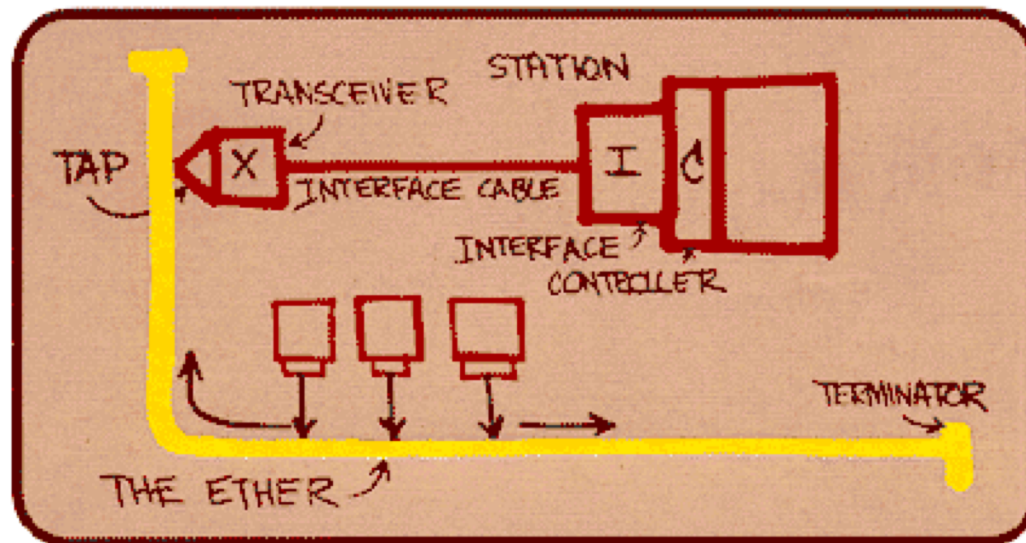 STATION
TRANSCEIVER
TAP
X
I
C
INTERFACE CABLE
INTERFACE
CONTROLLER
TERMINATOR
THE ETHER